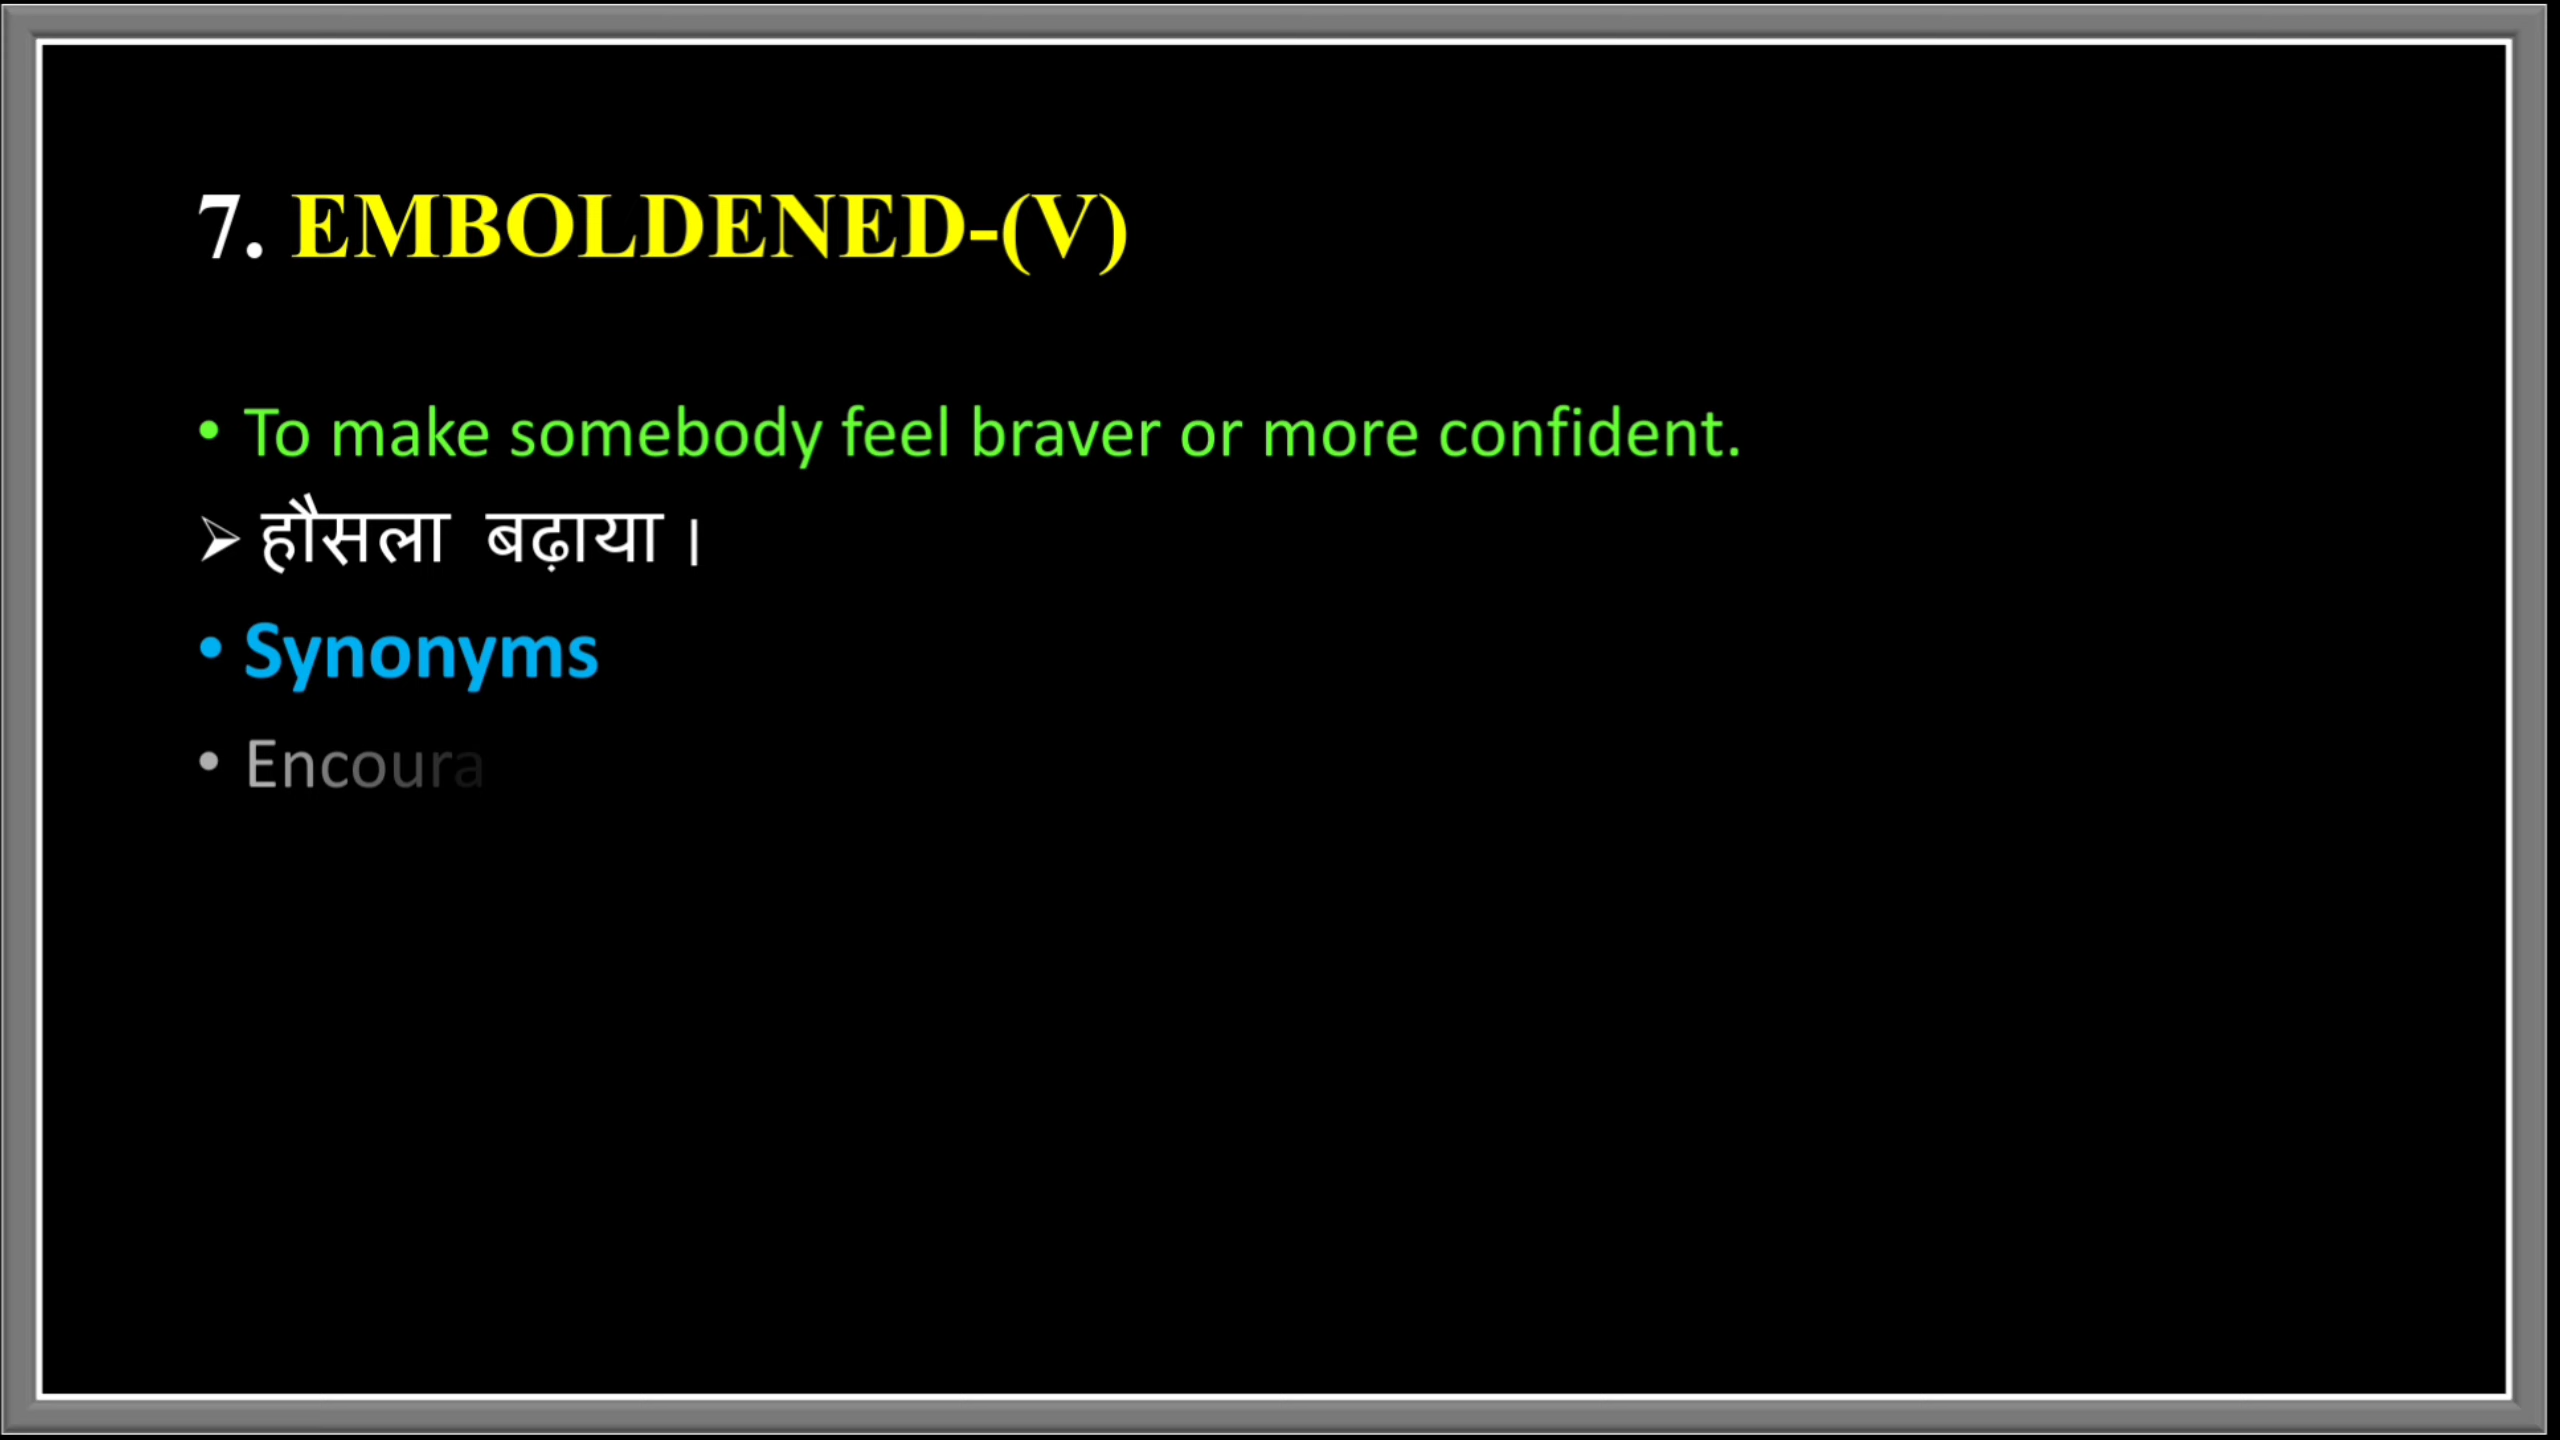 7. EMBOLDENED-(V)
• To make somebody feel braver or more confident.
➢ हौसला बढ़ाया।
• Synonyms
• Encoura